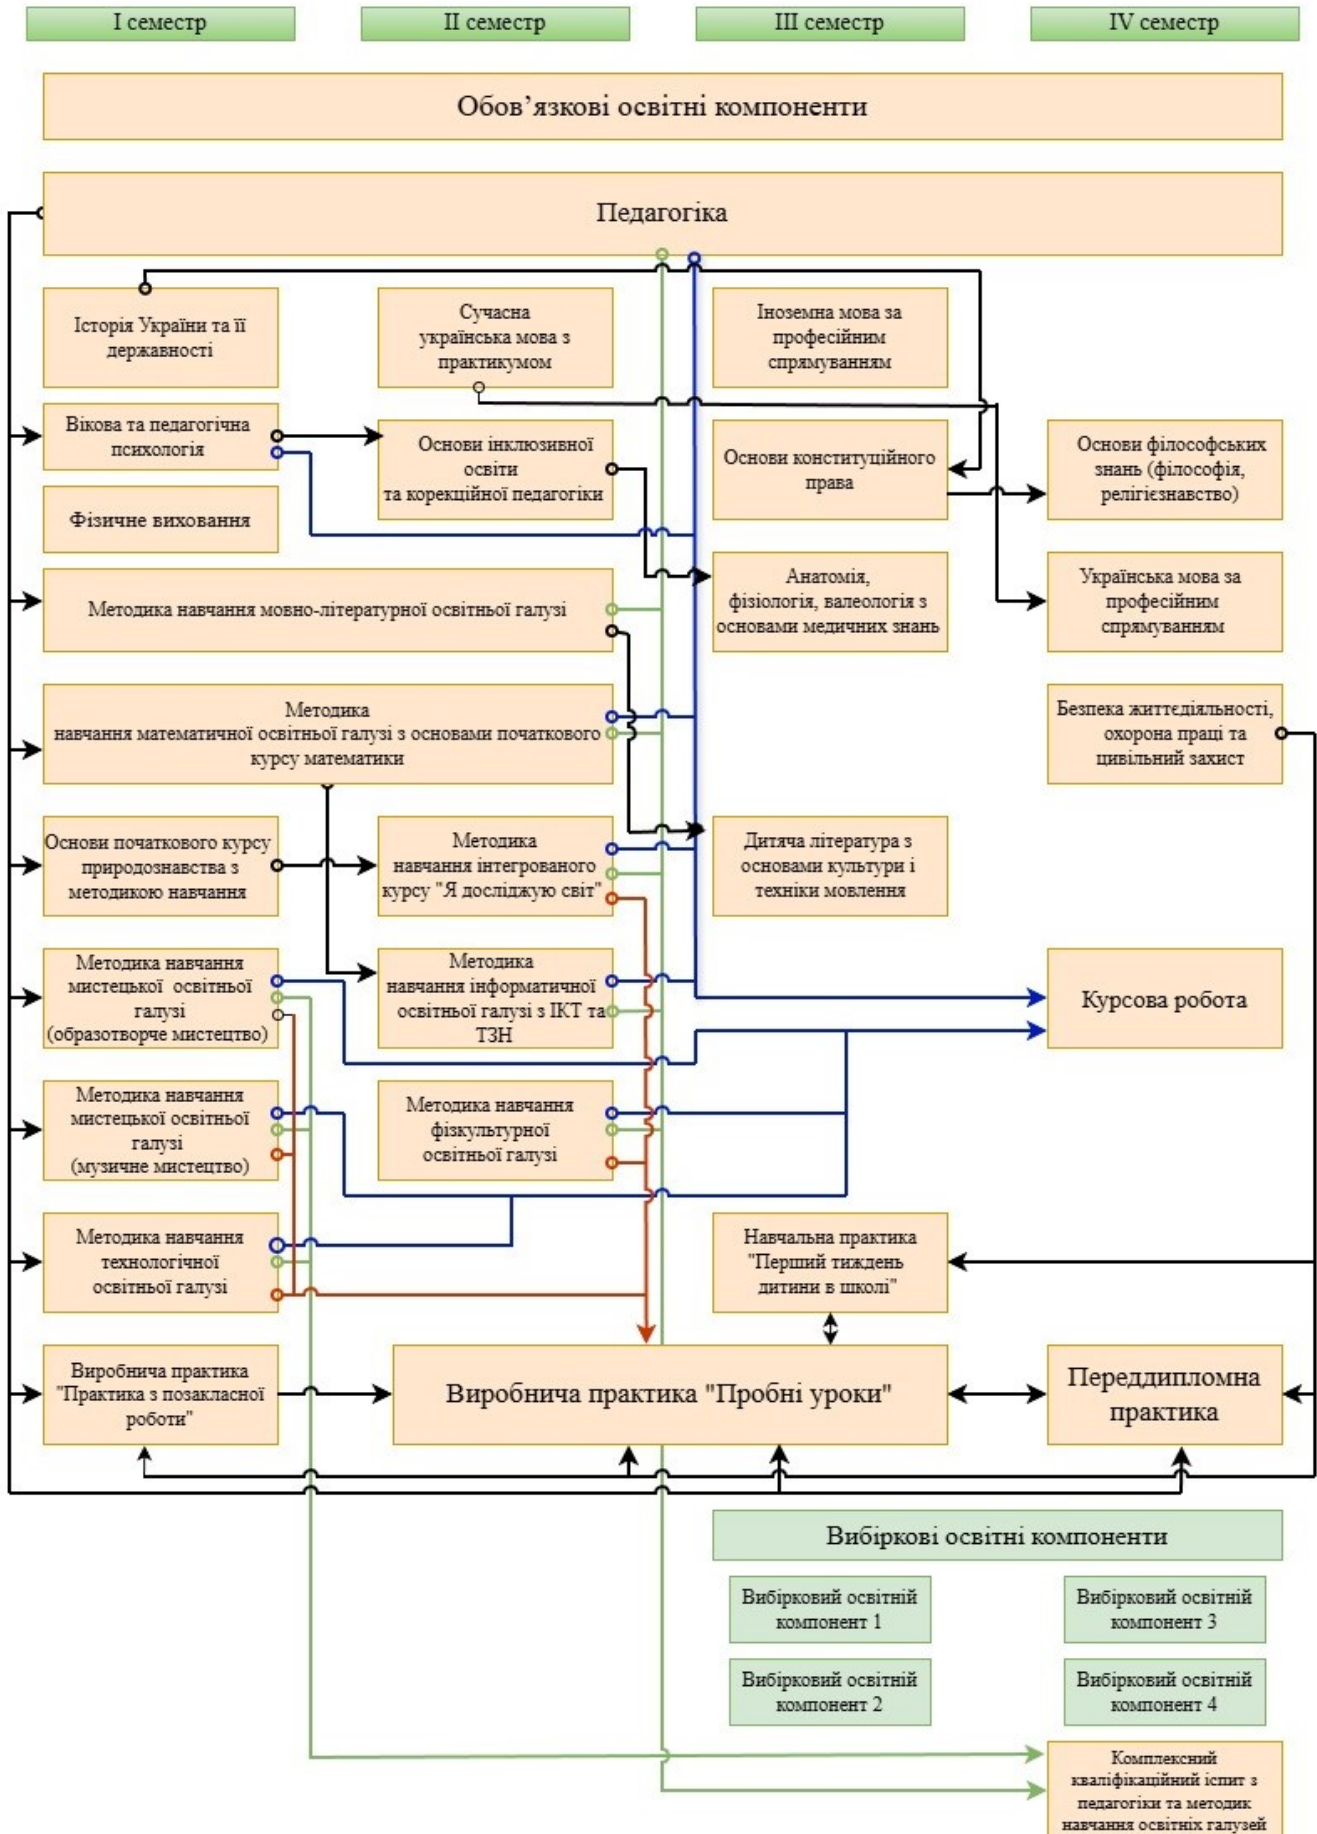 I семестр
II семестр
III семестр
IV семестр
Обов’язкові освітні компоненти
Педагогіка
Історія України та її
державності
Сучасна
українська мова з
практикумом
Іноземна мова за
професійним
спрямуванням
Вікова та педагогічна
психологія
Основи інклюзивної
освіти
та корекційної педагогіки
Основи конституційного
права
Основи філософських
знань (філософія,
релігієзнавство)
Фізичне виховання
Методика навчання мовно-літературної освітньої галузі
Анатомія,
фізіологія, валеологія з
основами медичних знань
Українська мова за
професійним
спрямуванням
Методика
навчання математичної освітньої галузі з основами початкового
курсу математики
Безпека життєдіяльності,
охорона праці та
цивільний захист
Основи початкового курсу
природознавства з
методикою навчання
Методика
навчання інтегрованого
курсу "Я досліджую світ"
Дитяча література з
основами культури і
техніки мовлення
Методика навчання
мистецької освітньої
галузі
(образотворче мистецтво)
Методика
навчання інформатичної
освітньої галузі з ІКТ та
ТЗН
Курсова робота
Методика навчання
мистецької освітньої
галузі
(музичне мистецтво)
Методика навчання
фізкультурної
освітньої галузі
Методика навчання
технологічної
освітньої галузі
Навчальна практика
"Перший тиждень
дитини в школі"
Виробнича практика
"Практика з позакласної
роботи"
Виробнича практика "Пробні уроки"
Переддипломна
практика
Вибіркові освітні компоненти
Вибірковий освітній
компонент 1
Вибірковий освітній
компонент 3
Вибірковий освітній
компонент 2
Вибірковий освітній
компонент 4
Комплексний
кваліфікаційний іспит з
педагогіки та методик
навчання освітніх галузей